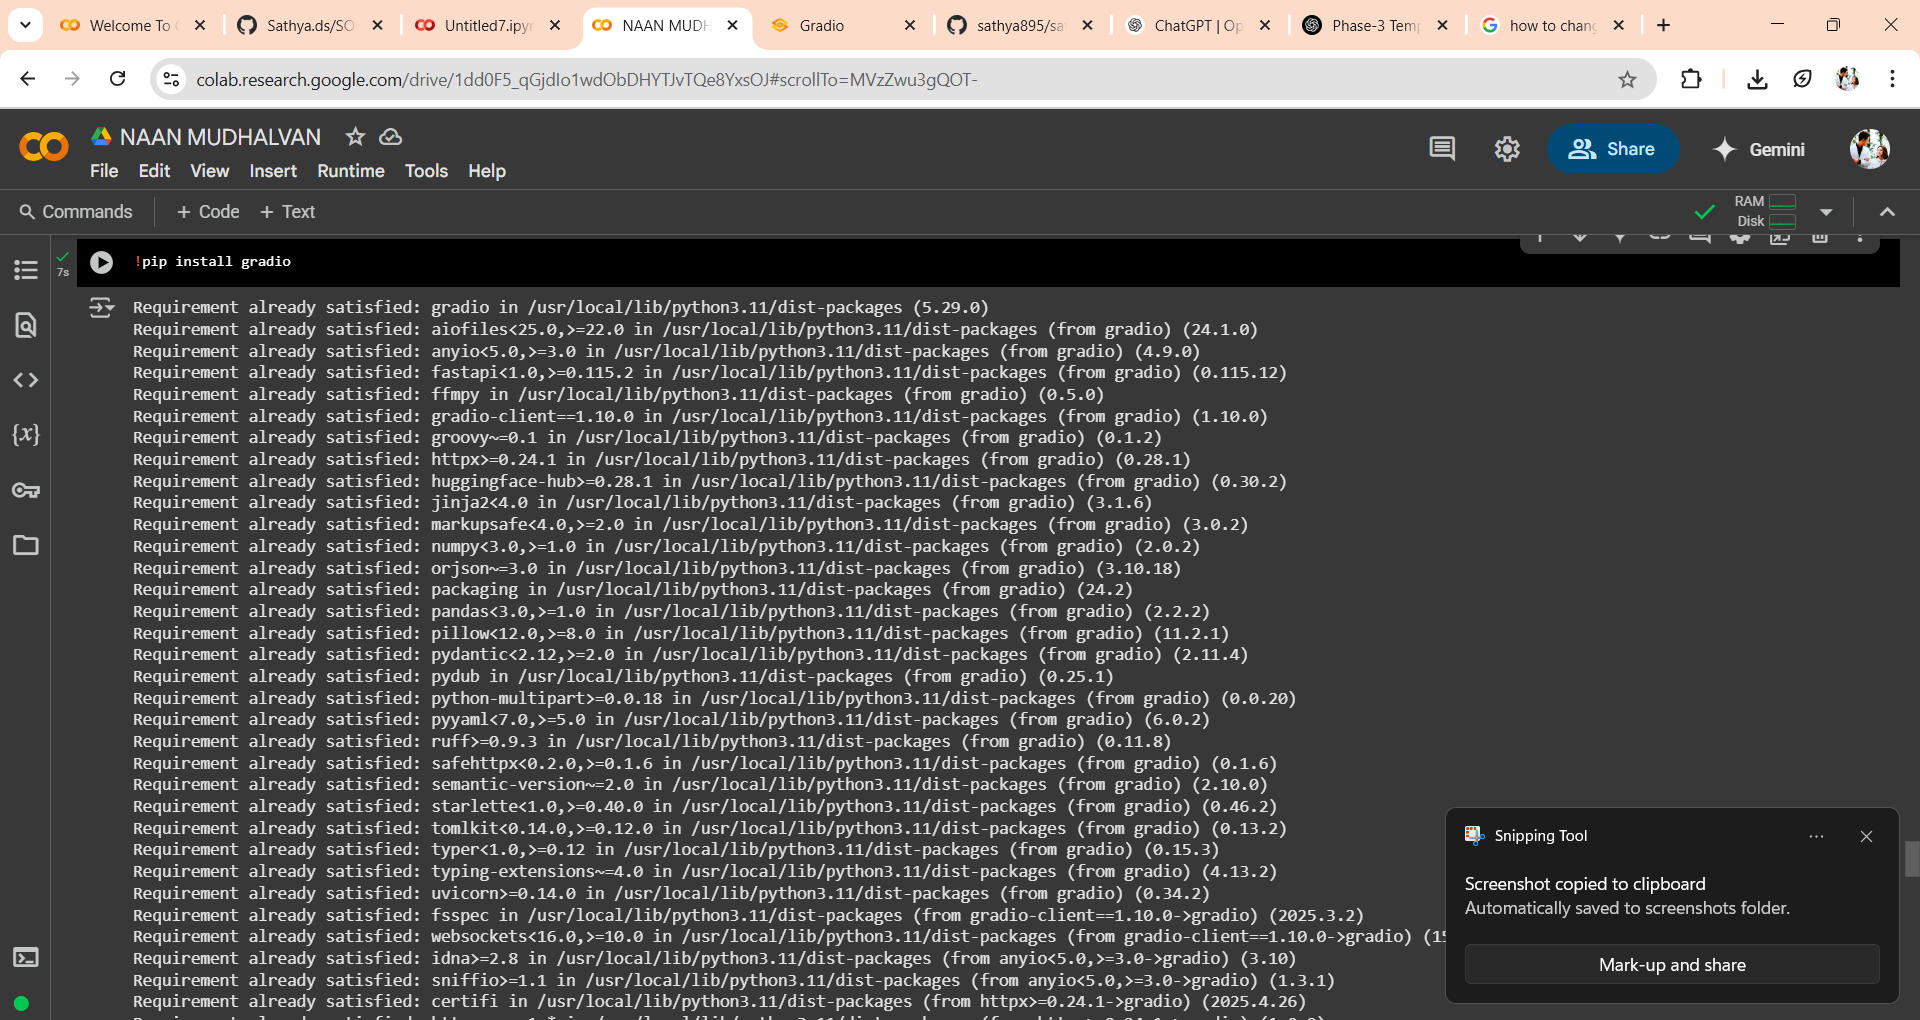 Welcome To
Sathya.ds/SO
Untitled7.ipy
NAAN MUDH
Gradio
sathya895/sa
ChatGPT | Op
Phase-3 Temp
how to chang
colab.research.google.com/drive/1dd0F5_qGjdIo1wdObDHYTJvTQe8YxsOJ#scrollTo=MVzZwu3gQOT-
NAAN MUDHALVAN
File Edit View Insert Runtime Tools Help
Share
Gemini
Commands + Code + Text
RAM
Disk
7s
!pip install gradio
Requirement already satisfied: gradio in /usr/local/lib/python3.11/dist-packages (5.29.0)
Requirement already satisfied: aiofiles<25.0,>=22.0 in /usr/local/lib/python3.11/dist-packages (from gradio) (24.1.0)
Requirement already satisfied: anyio<5.0,>=3.0 in /usr/local/lib/python3.11/dist-packages (from gradio) (4.9.0)
Requirement already satisfied: fastapi<1.0,>=0.115.2 in /usr/local/lib/python3.11/dist-packages (from gradio) (0.115.12)
Requirement already satisfied: ffmpy in /usr/local/lib/python3.11/dist-packages (from gradio) (0.5.0)
Requirement already satisfied: gradio-client==1.10.0 in /usr/local/lib/python3.11/dist-packages (from gradio) (1.10.0)
Requirement already satisfied: groovy~=0.1 in /usr/local/lib/python3.11/dist-packages (from gradio) (0.1.2)
Requirement already satisfied: httpx>=0.24.1 in /usr/local/lib/python3.11/dist-packages (from gradio) (0.28.1)
Requirement already satisfied: huggingface-hub>=0.28.1 in /usr/local/lib/python3.11/dist-packages (from gradio) (0.30.2)
Requirement already satisfied: jinja2<4.0 in /usr/local/lib/python3.11/dist-packages (from gradio) (3.1.6)
Requirement already satisfied: markupsafe<4.0,>=2.0 in /usr/local/lib/python3.11/dist-packages (from gradio) (3.0.2)
Requirement already satisfied: numpy<3.0,>=1.0 in /usr/local/lib/python3.11/dist-packages (from gradio) (2.0.2)
Requirement already satisfied: orjson~=3.0 in /usr/local/lib/python3.11/dist-packages (from gradio) (3.10.18)
Requirement already satisfied: packaging in /usr/local/lib/python3.11/dist-packages (from gradio) (24.2)
Requirement already satisfied: pandas<3.0,>=1.0 in /usr/local/lib/python3.11/dist-packages (from gradio) (2.2.2)
Requirement already satisfied: pillow<12.0,>=8.0 in /usr/local/lib/python3.11/dist-packages (from gradio) (11.2.1)
Requirement already satisfied: pydantic<2.12,>=2.0 in /usr/local/lib/python3.11/dist-packages (from gradio) (2.11.4)
Requirement already satisfied: pydub in /usr/local/lib/python3.11/dist-packages (from gradio) (0.25.1)
Requirement already satisfied: python-multipart>=0.0.18 in /usr/local/lib/python3.11/dist-packages (from gradio) (0.0.20)
Requirement already satisfied: pyyaml<7.0,>=5.0 in /usr/local/lib/python3.11/dist-packages (from gradio) (6.0.2)
Requirement already satisfied: ruff>=0.9.3 in /usr/local/lib/python3.11/dist-packages (from gradio) (0.11.8)
Requirement already satisfied: safehttpx<0.2.0,>=0.1.6 in /usr/local/lib/python3.11/dist-packages (from gradio) (0.1.6)
Requirement already satisfied: semantic-version~=2.0 in /usr/local/lib/python3.11/dist-packages (from gradio) (2.10.0)
Requirement already satisfied: starlette<1.0,>=0.40.0 in /usr/local/lib/python3.11/dist-packages (from gradio) (0.46.2)
Requirement already satisfied: tomlkit<0.14.0,>=0.12.0 in /usr/local/lib/python3.11/dist-packages (from gradio) (0.13.2)
Requirement already satisfied: typer<1.0,>=0.12 in /usr/local/lib/python3.11/dist-packages (from gradio) (0.15.3)
Requirement already satisfied: typing-extensions~=4.0 in /usr/local/lib/python3.11/dist-packages (from gradio) (4.13.2)
Requirement already satisfied: uvicorn>=0.14.0 in /usr/local/lib/python3.11/dist-packages (from gradio) (0.34.2)
Requirement already satisfied: fsspec in /usr/local/lib/python3.11/dist-packages (from gradio-client==1.10.0->gradio) (2025.3.2)
Requirement already satisfied: websockets<16.0,>=10.0 in /usr/local/lib/python3.11/dist-packages (from gradio-client==1.10.0->gradio) (15
Requirement already satisfied: idna>=2.8 in /usr/local/lib/python3.11/dist-packages (from anyio<5.0,>=3.0->gradio) (3.10)
Requirement already satisfied: sniffio>=1.1 in /usr/local/lib/python3.11/dist-packages (from anyio<5.0,>=3.0->gradio) (1.3.1)
Requirement already satisfied: certifi in /usr/local/lib/python3.11/dist-packages (from httpx>=0.24.1->gradio) (2025.4.26)
Snipping Tool
Screenshot copied to clipboard
Automatically saved to screenshots folder.
Mark-up and share